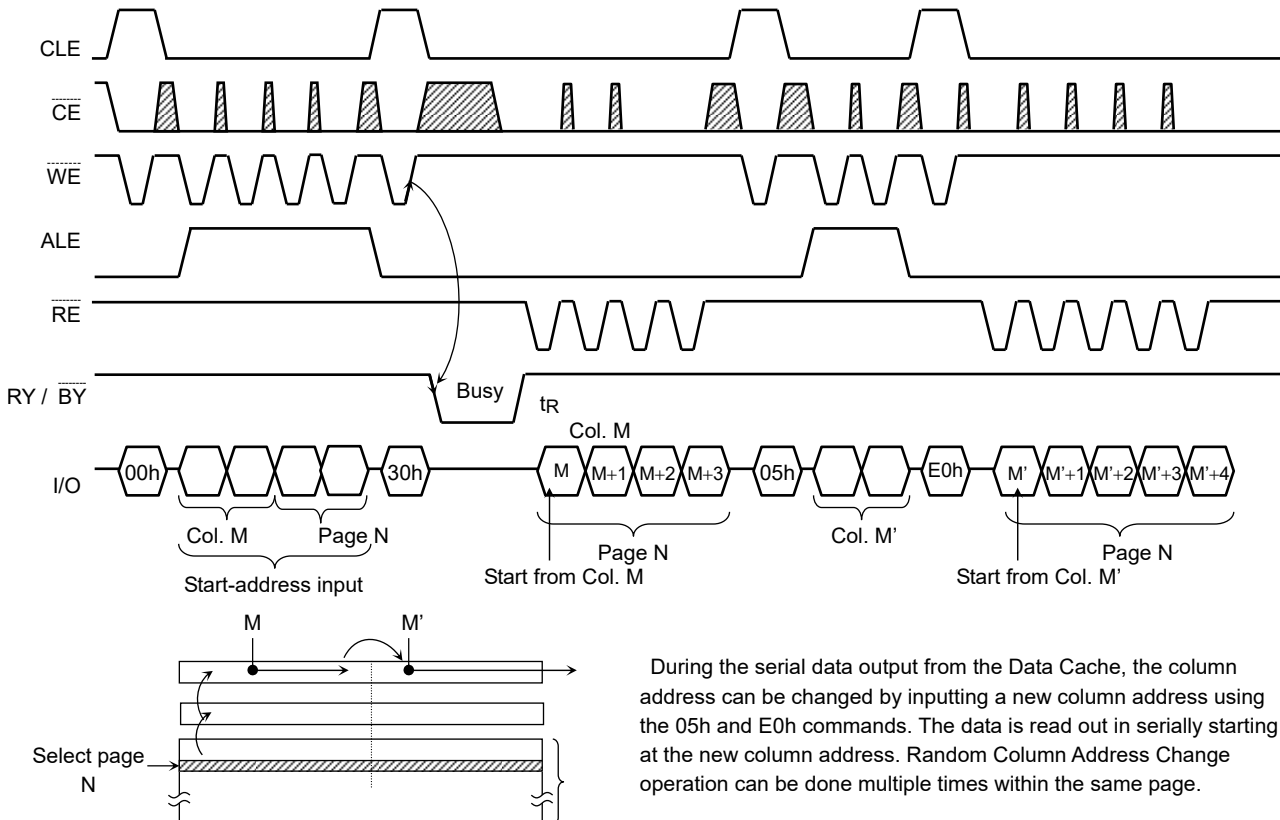 CLE
CE
WE
ALE
RE
RY / BY
Busy
tR
Col. M
I/O
00h
30h
M
M+1
M+2
M+3
05h
E0h
M'
M'+1
M'+2
M'+3
M'+4
Col. M
Page N
Start-address input
Page N
Start from Col. M
Col. M'
Page N
Start from Col. M’
M
M’
Select page
N
During the serial data output from the Data Cache, the column
address can be changed by inputting a new column address using
the 05h and E0h commands. The data is read out in serially starting
at the new column address. Random Column Address Change
operation can be done multiple times within the same page.